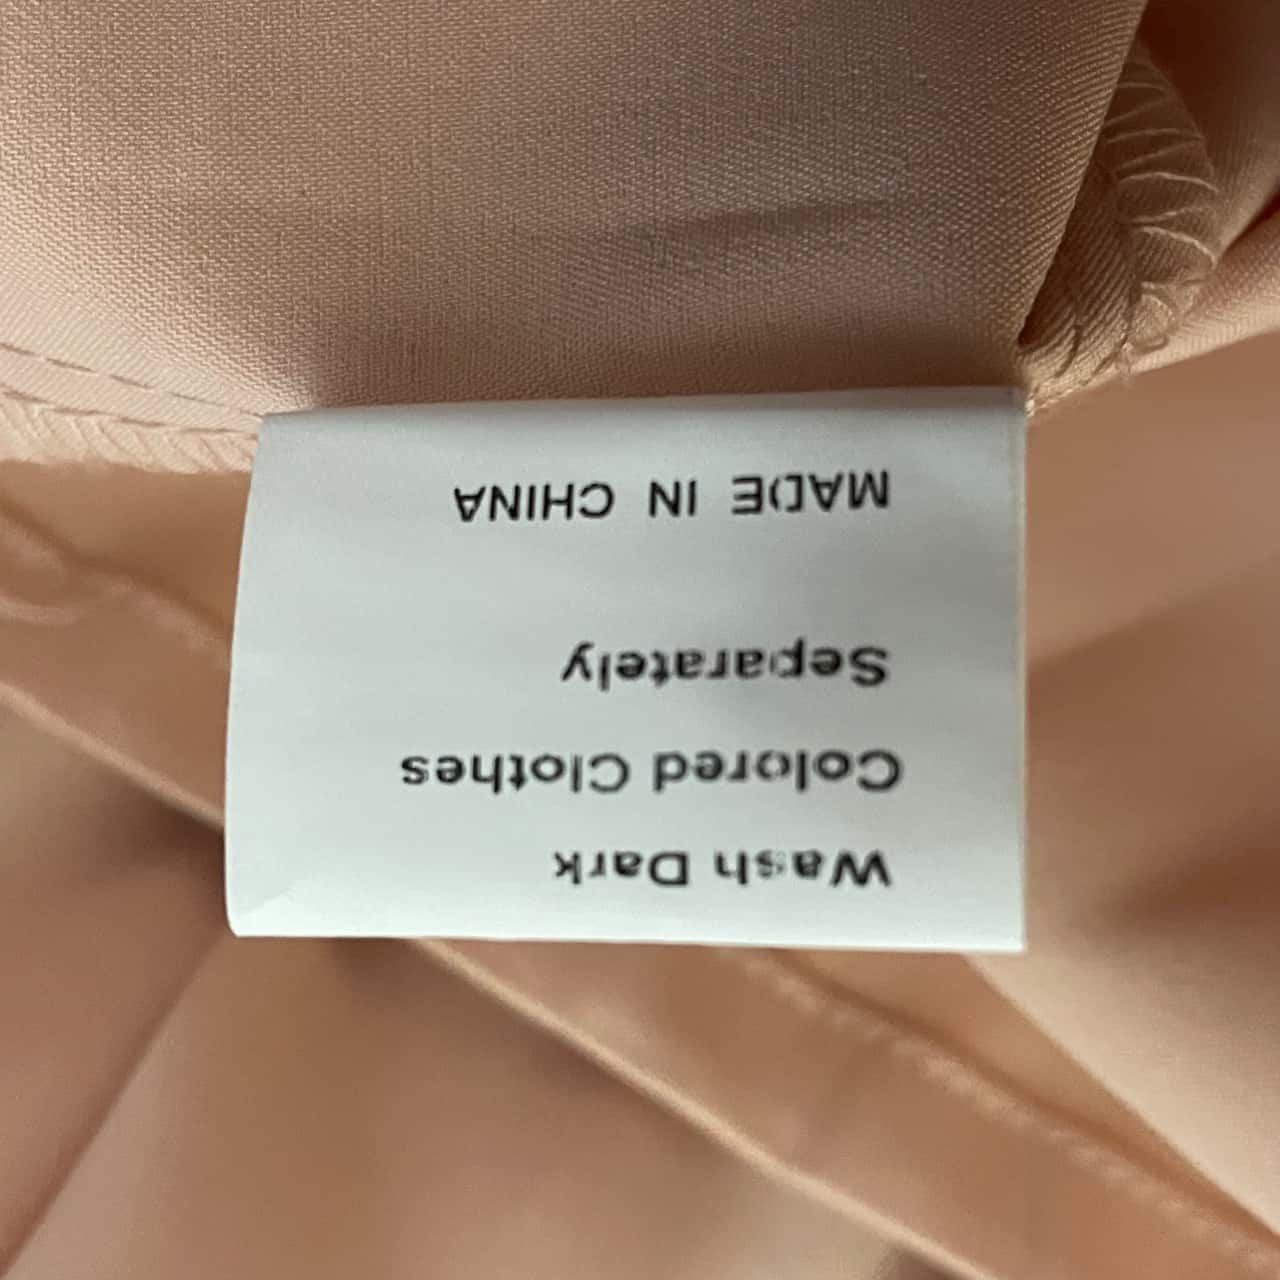 Wash Dark
Colored Clothes
Separately
MADE IN CHINA